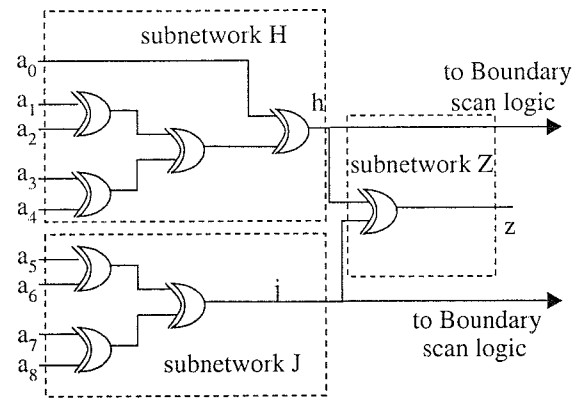 subnetwork H
a0
a1
a2
a3
a4
h
to Boundary
scan logic
subnetwork Z
z
a5
a6
a7
a8
j
subnetwork J
to Boundary
scan logic